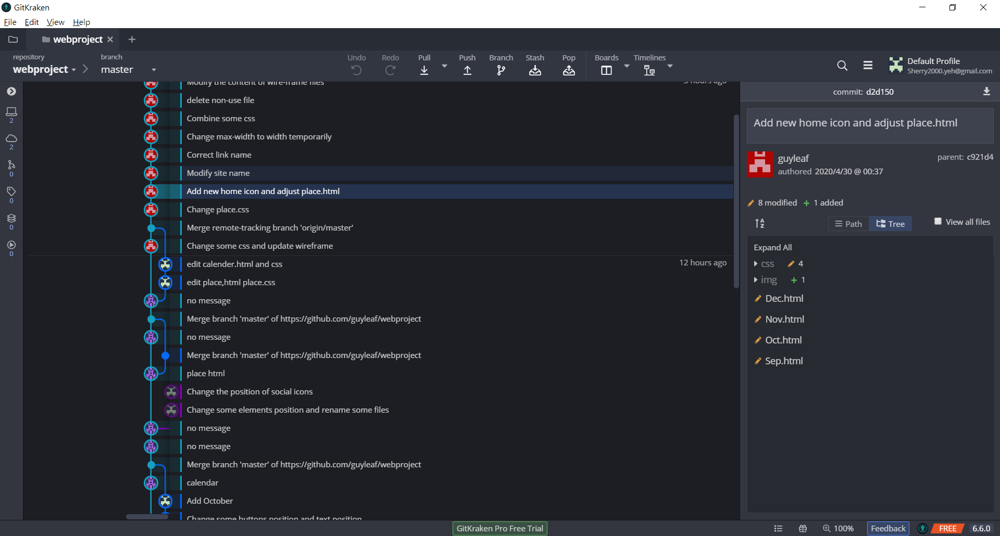 GitKraken
File Edit View Help
webproject
repository
webproject
branch
master
Undo
Redo
Pull
Push
Branch
Stash
Pop
Boards
Timelines
Default Profile
Sherry2000.yeh@gmail.com
2
2
0
0
0
0
Modify the content of wire-frame files
3 hours ago
delete non-use file
Combine some css
Change max-width to width temporarily
Correct link name
Modify site name
Add new home icon and adjust place.html
Change place.css
Merge remote-tracking branch 'origin/master'
Change some css and update wireframe
edit calender.html and css
12 hours ago
edit place,html place.css
no message
Merge branch 'master' of https://github.com/guyleaf/webproject
no message
Merge branch 'master' of https://github.com/guyleaf/webproject
place html
Change the position of social icons
Change some elements position and rename some files
no message
no message
Merge branch 'master' of https://github.com/guyleaf/webproject
calendar
Add October
Change some buttons position and text position
commit: d2d150
Add new home icon and adjust place.html
guyleaf
authored 2020/4/30 @ 00:37
parent: c921d4
8 modified + 1 added
Path
Tree
View all files
Expand All
css 4
img + 1
Dec.html
Nov.html
Oct.html
Sep.html
GitKraken Pro Free Trial
100%
Feedback
FREE
6.6.0